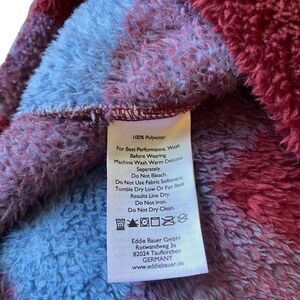 100% Polyester
For Best Performance, Wash
Before Wearing
Machine Wash Warm Delicate
Separately.
Do Not Bleach.
Do Not Use Fabric Softeners.
Tumble Dry Low Or For Best
Results Line Dry.
Do Not Iron.
Do Not Dry Clean.
Eddie Bauer GmbH
Rotwandweg 3a
82024 Taufkirchen
GERMANY
www.eddiebauer.de